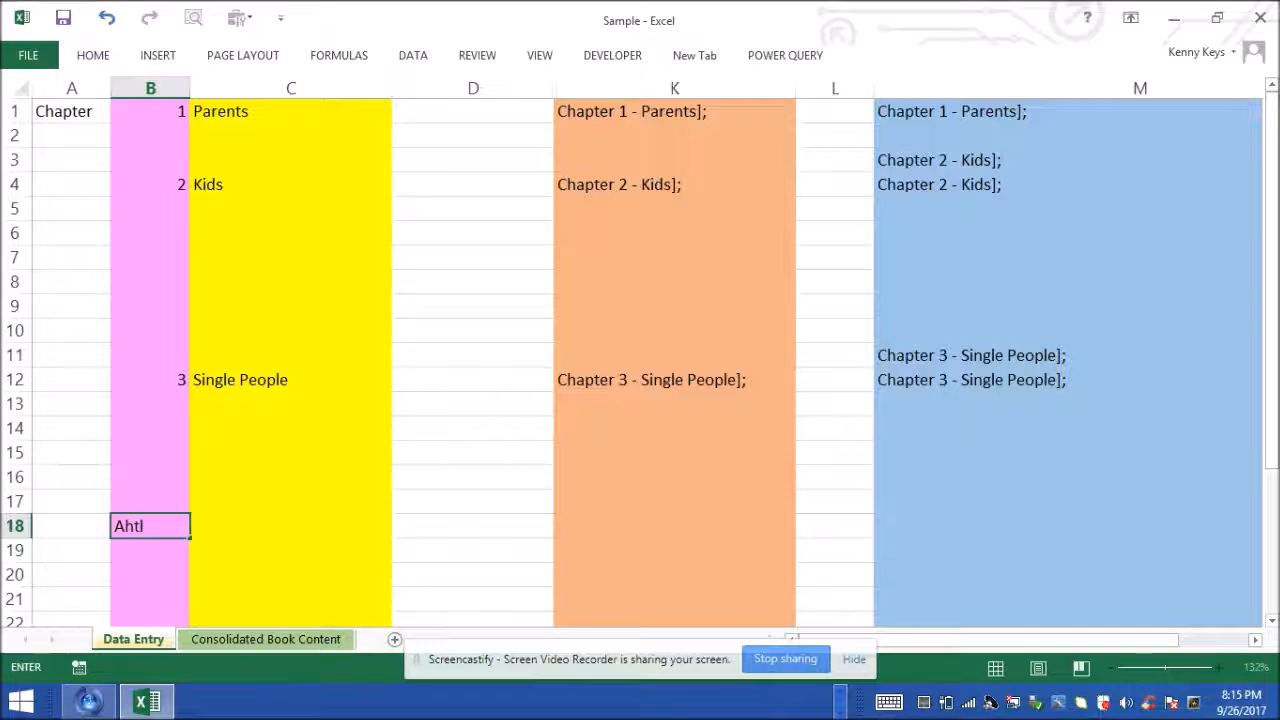 Sample - Excel
FILE HOME INSERT PAGE LAYOUT FORMULAS DATA REVIEW VIEW DEVELOPER New Tab POWER QUERY Kenny Keys
A B C D K L M
1 Chapter 1 Parents Chapter 1 - Parents]; Chapter 1 - Parents];
2
3 Chapter 2 - Kids];
4 2 Kids Chapter 2 - Kids]; Chapter 2 - Kids];
5
6
7
8
9
10
11 Chapter 3 - Single People];
12 3 Single People Chapter 3 - Single People]; Chapter 3 - Single People];
13
14
15
16
17
18 Ahtl
19
20
21
22
Data Entry Consolidated Book Content
Screencastify - Screen Video Recorder is sharing your screen. Stop sharing Hide
ENTER 132%
8:15 PM
9/26/2017